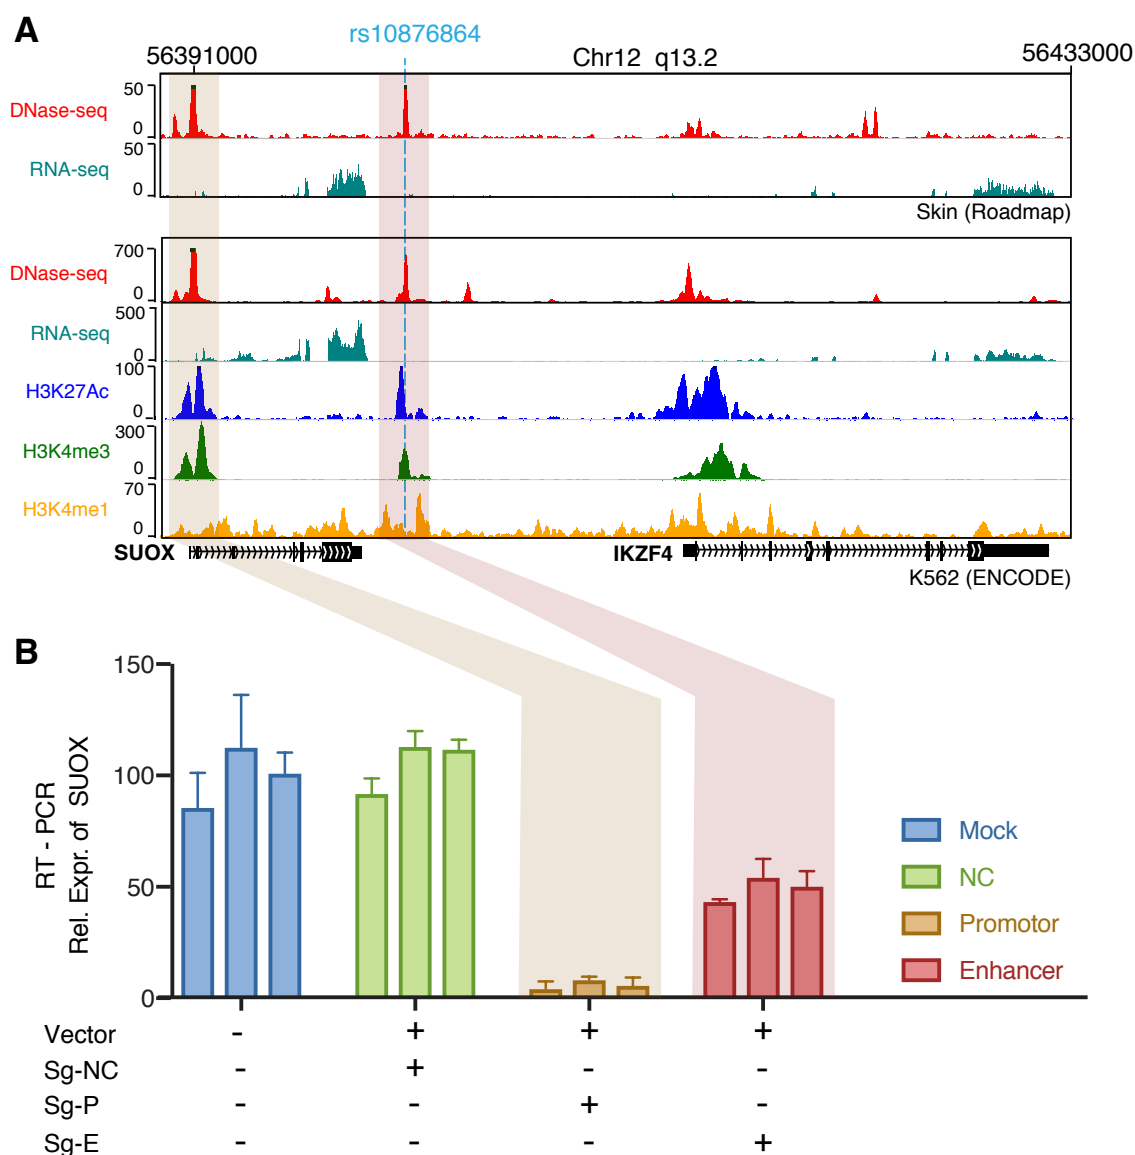 A
rs10876864
56391000 Chr12 q13.2 56433000
50
DNase-seq
0
50
RNA-seq
0
Skin (Roadmap)
700
DNase-seq
0
500
RNA-seq
0
100
H3K27Ac
0
300
H3K4me3
0
70
H3K4me1
0
SUOX IKZF4
K562 (ENCODE)
B
150
100
50
0
RT - PCR
Rel. Expr. of SUOX
Mock
NC
Promotor
Enhancer
Vector - + + +
Sg-NC - + - -
Sg-P - - + -
Sg-E - - - +